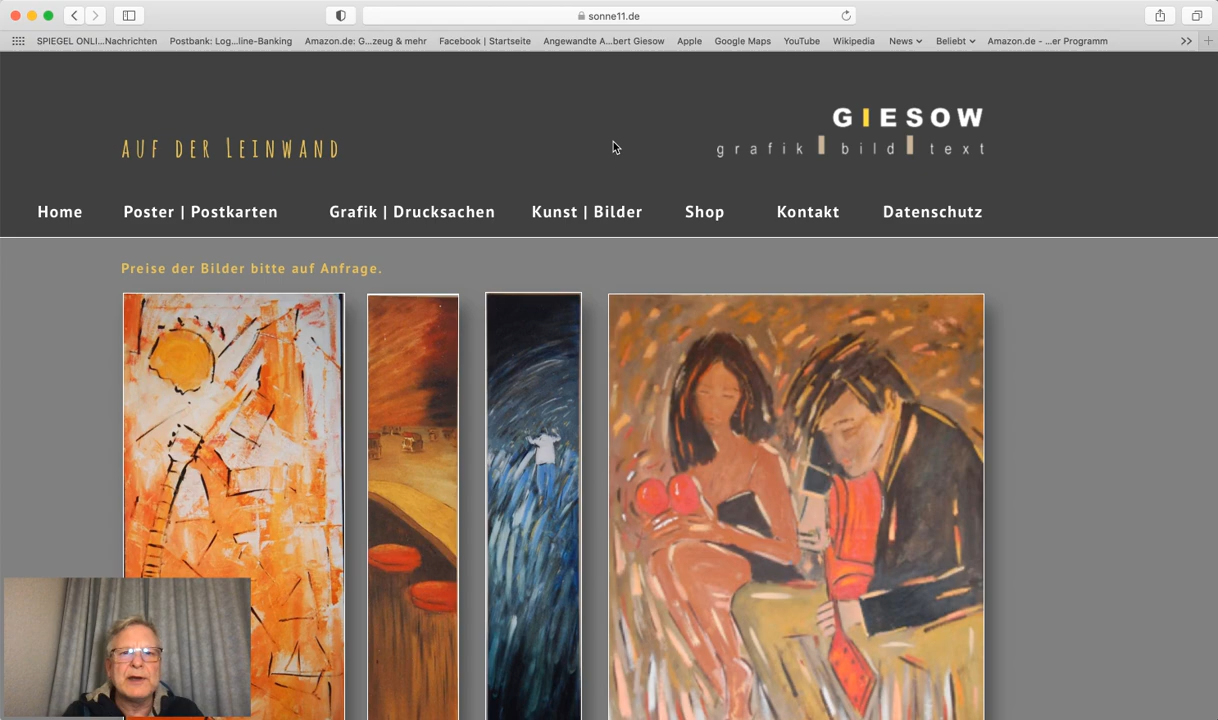 sonne11.de
SPIEGEL ONLI...Nachrichten Postbank: Log...line-Banking Amazon.de: G...zeug & mehr Facebook | Startseite Angewandte A...bert Giesow Apple Google Maps YouTube Wikipedia News Beliebt Amazon.de - ...er Programm
GIESOW
AUF DER LEINWAND
grafik bild text
Home Poster | Postkarten Grafik | Drucksachen Kunst | Bilder Shop Kontakt Datenschutz
Preise der Bilder bitte auf Anfrage.